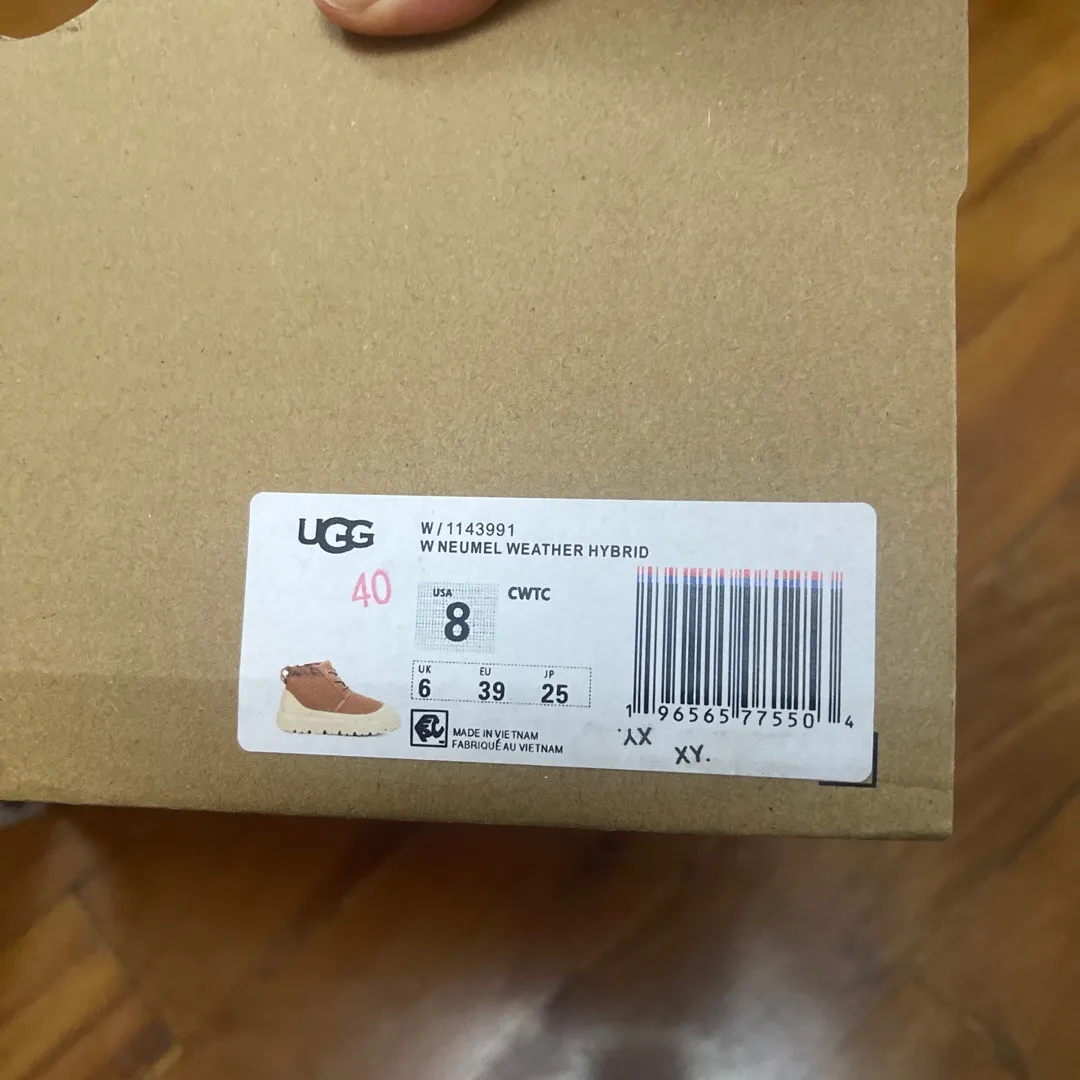 UGG
W/1143991
W NEUMEL WEATHER HYBRID
40
USA
8
CWTC
UK EU JP
6 39 25
MADE IN VIETNAM
FABRIQUÉ AU VIETNAM
1 96565 77550 4
XY.
XY.